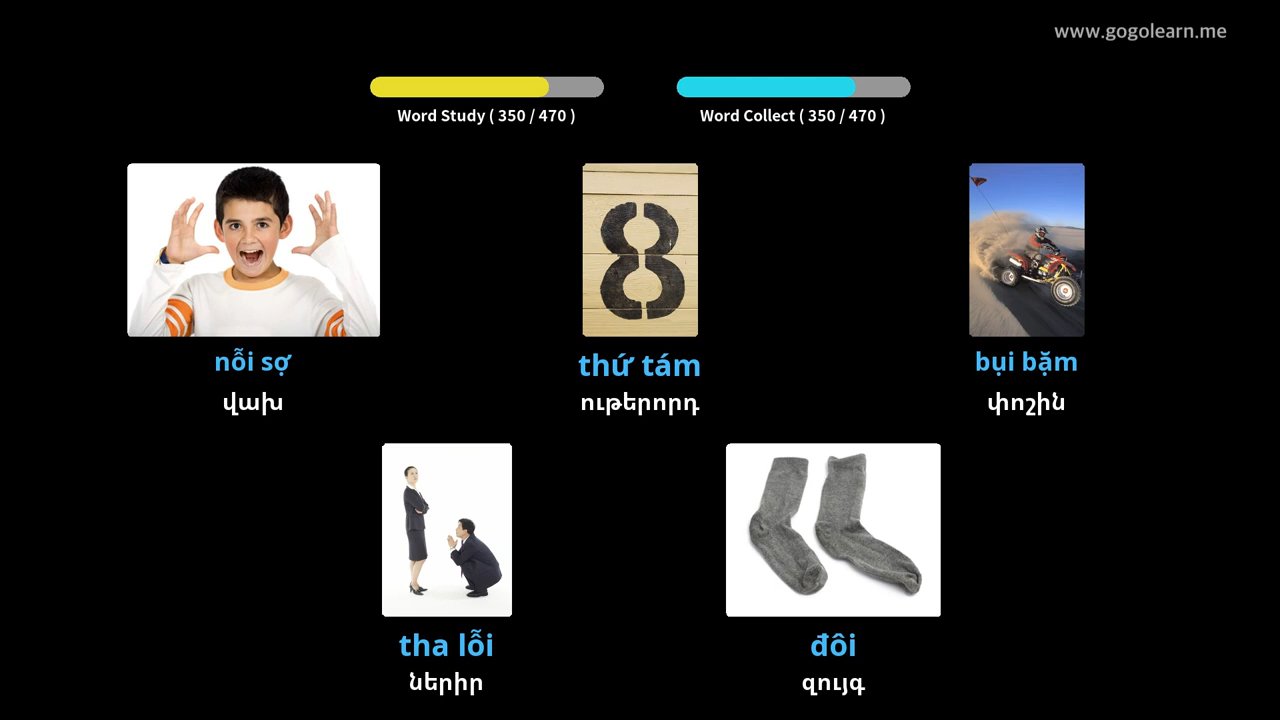 www.gogolearn.me
Word Study ( 350 / 470 )
Word Collect ( 350 / 470 )
8
nỗi sợ
վախ
thứ tám
ութերորդ
bụi bặm
փոշին
tha lỗi
ներիր
đôi
զույգ